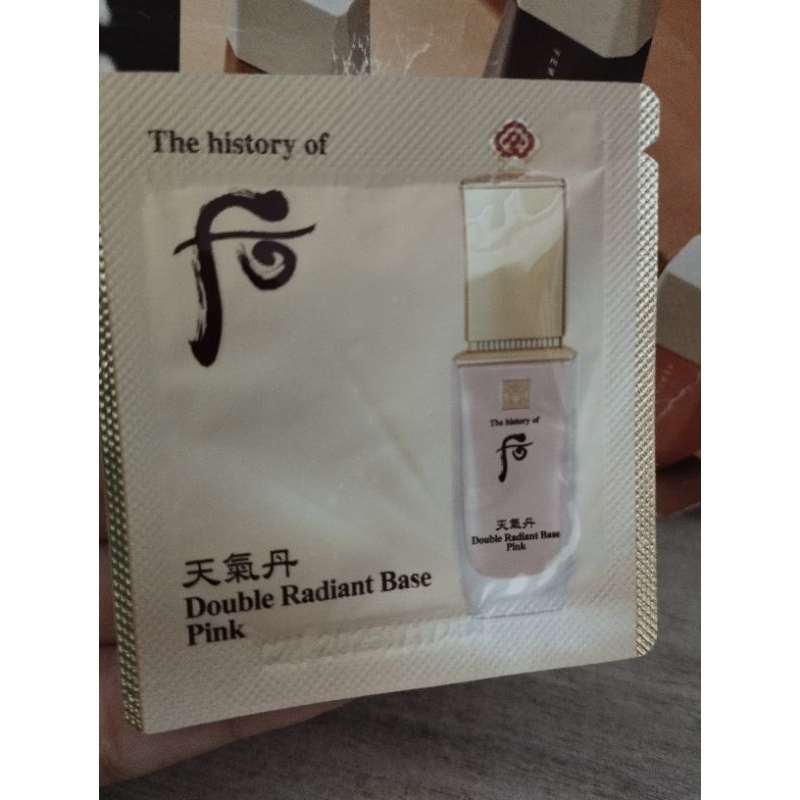 The history of
后
天氣丹
Double Radiant Base
Pink
The history of
后
天氣丹
Double Radiant Base
Pink